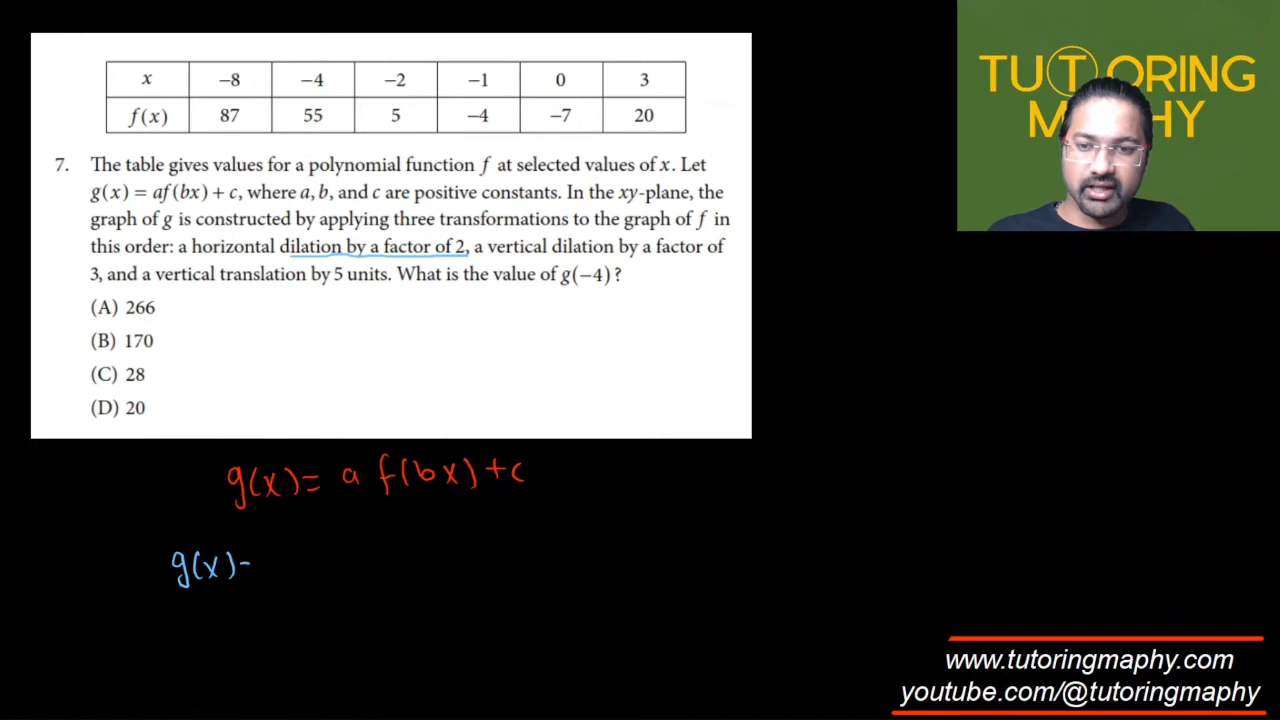 TUTORING
MAPHY
x −8 −4 −2 −1 0 3
f(x) 87 55 5 −4 −7 20
7. The table gives values for a polynomial function f at selected values of x. Let
g(x) = af(bx) + c, where a, b, and c are positive constants. In the xy-plane, the
graph of g is constructed by applying three transformations to the graph of f in
this order: a horizontal dilation by a factor of 2, a vertical dilation by a factor of
3, and a vertical translation by 5 units. What is the value of g(−4)?
(A) 266
(B) 170
(C) 28
(D) 20
g(x)= a f(bx)+c
g(x)-
www.tutoringmaphy.com
youtube.com/@tutoringmaphy